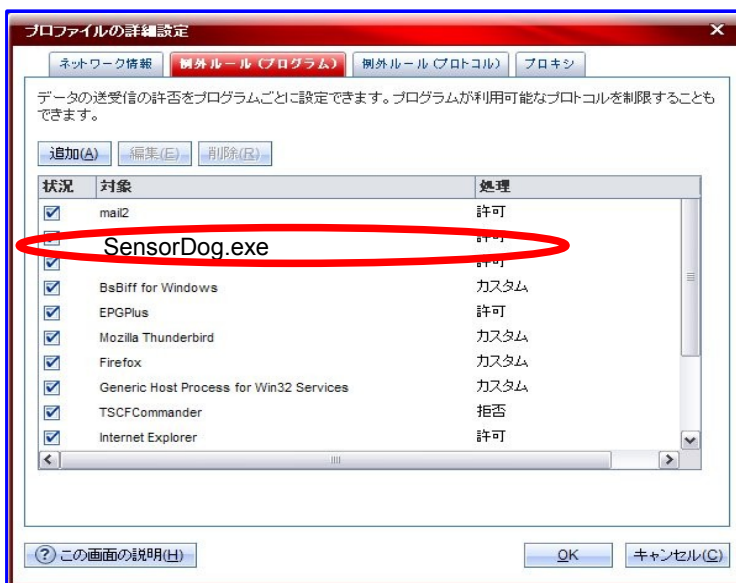 プロファイルの詳細設定
ネットワーク情報 例外ルール(プログラム) 例外ルール(プロトコル) プロキシ
データの送受信の許否をプログラムごとに設定できます。プログラムが利用可能なプロトコルを制限することも
できます。
追加(A) 編集(E) 削除(R)
状況 対象 処理
mail2 許可
SensorDog.exe 許可
許可
BsBiff for Windows カスタム
EPGPlus 許可
Mozilla Thunderbird カスタム
Firefox カスタム
Generic Host Process for Win32 Services カスタム
TSCFCommander 拒否
Internet Explorer 許可
?この画面の説明(H) OK キャンセル(C)